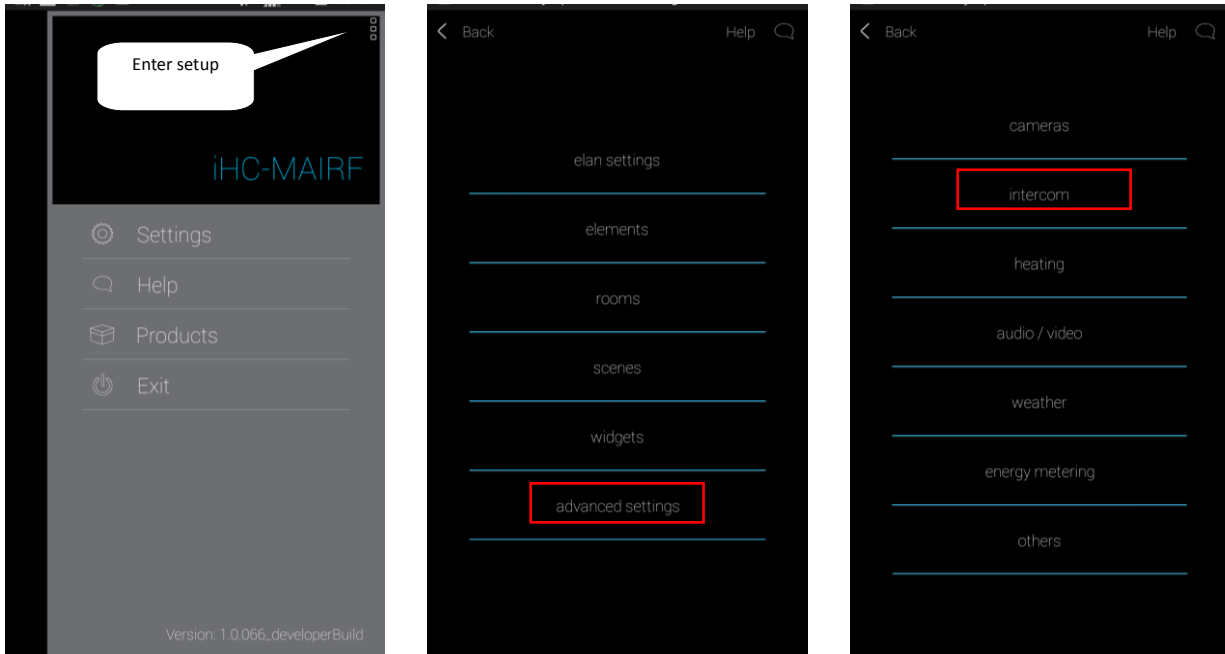 Enter setup
iHC-MAIRF
Settings
Help
Products
Exit
Version: 1.0.066_developerBuild
Back
Help
elan settings
elements
rooms
scenes
widgets
advanced settings
Back
Help
cameras
intercom
heating
audio / video
weather
energy metering
others